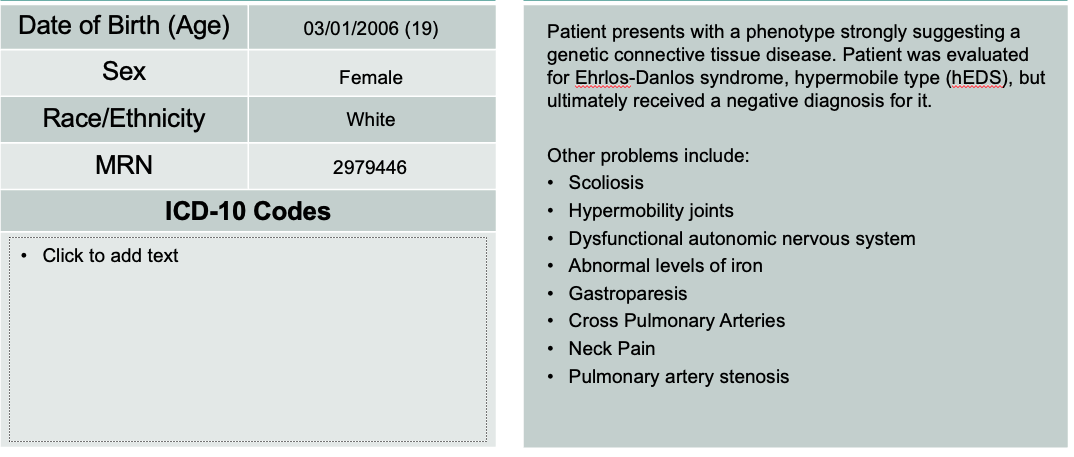 Date of Birth (Age) 03/01/2006 (19)
Sex Female
Race/Ethnicity White
MRN 2979446
ICD-10 Codes
• Click to add text
Patient presents with a phenotype strongly suggesting a
genetic connective tissue disease. Patient was evaluated
for Ehrlos-Danlos syndrome, hypermobile type (hEDS), but
ultimately received a negative diagnosis for it.
Other problems include:
• Scoliosis
• Hypermobility joints
• Dysfunctional autonomic nervous system
• Abnormal levels of iron
• Gastroparesis
• Cross Pulmonary Arteries
• Neck Pain
• Pulmonary artery stenosis